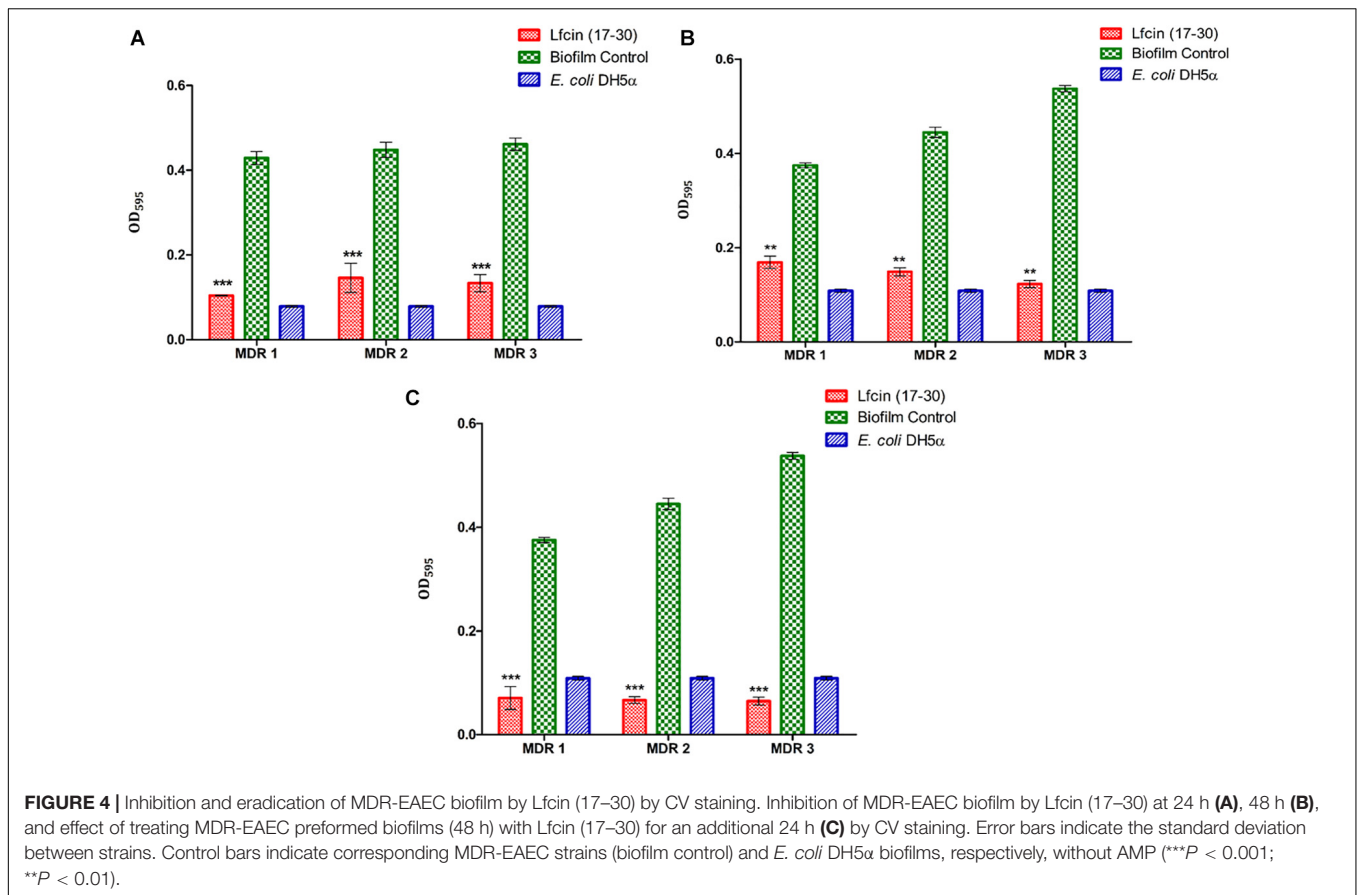 A
Lfcin (17-30)
Biofilm Control
E. coli DH5α
OD595
0.6
0.4
0.2
0.0
***
***
***
MDR 1
MDR 2
MDR 3
B
Lfcin (17-30)
Biofilm Control
E. coli DH5α
OD595
0.6
0.4
0.2
0.0
**
**
**
MDR 1
MDR 2
MDR 3
C
Lfcin (17-30)
Biofilm Control
E. coli DH5α
OD595
0.6
0.4
0.2
0.0
***
***
***
MDR 1
MDR 2
MDR 3
FIGURE 4 | Inhibition and eradication of MDR-EAEC biofilm by Lfcin (17–30) by CV staining. Inhibition of MDR-EAEC biofilm by Lfcin (17–30) at 24 h (A), 48 h (B),
and effect of treating MDR-EAEC preformed biofilms (48 h) with Lfcin (17–30) for an additional 24 h (C) by CV staining. Error bars indicate the standard deviation
between strains. Control bars indicate corresponding MDR-EAEC strains (biofilm control) and E. coli DH5α biofilms, respectively, without AMP (***P < 0.001;
**P < 0.01).